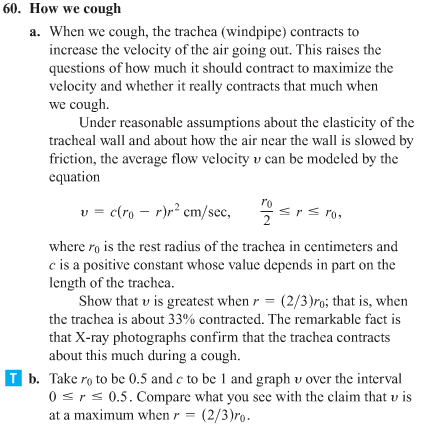 60. How we cough
a. When we cough, the trachea (windpipe) contracts to
increase the velocity of the air going out. This raises the
questions of how much it should contract to maximize the
velocity and whether it really contracts that much when
we cough.
Under reasonable assumptions about the elasticity of the
tracheal wall and about how the air near the wall is slowed by
friction, the average flow velocity v can be modeled by the
equation
v = c(r₀ − r)r² cm/sec, r₀/2 ≤ r ≤ r₀,
where r₀ is the rest radius of the trachea in centimeters and
c is a positive constant whose value depends in part on the
length of the trachea.
Show that v is greatest when r = (2/3)r₀; that is, when
the trachea is about 33% contracted. The remarkable fact is
that X-ray photographs confirm that the trachea contracts
about this much during a cough.
T b. Take r₀ to be 0.5 and c to be 1 and graph v over the interval
0 ≤ r ≤ 0.5. Compare what you see with the claim that v is
at a maximum when r = (2/3)r₀.